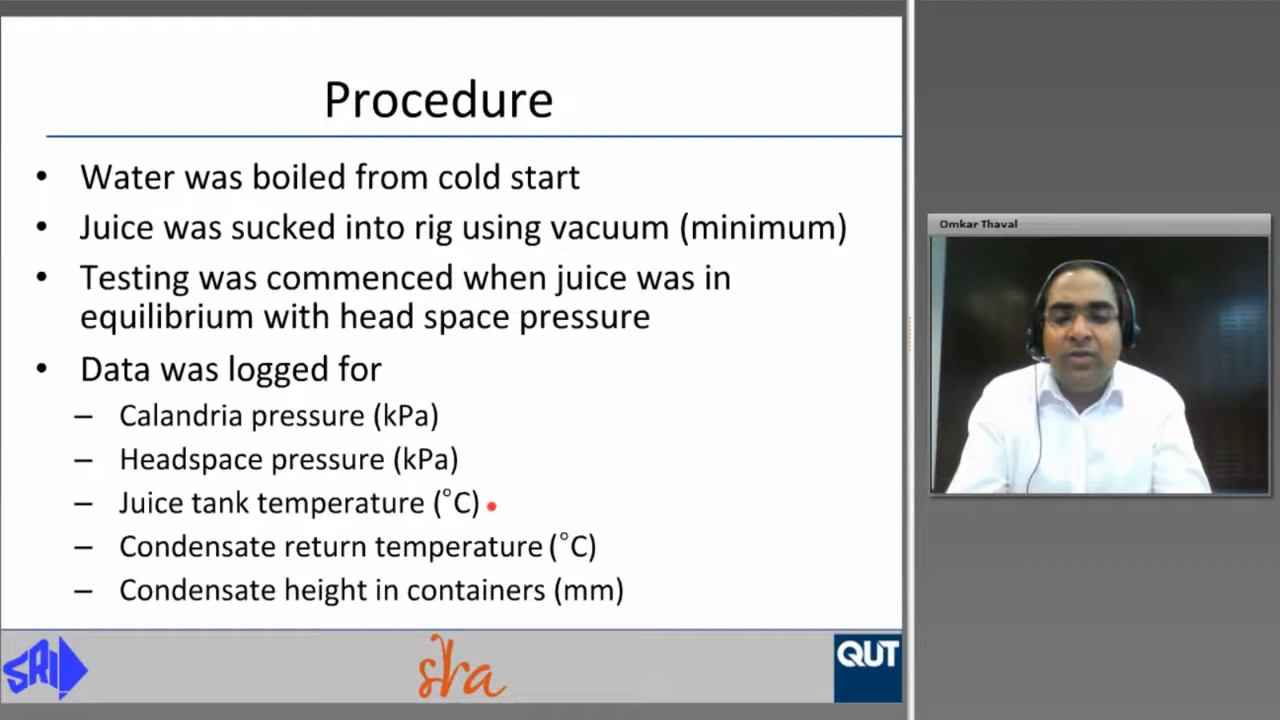 Procedure
• Water was boiled from cold start
• Juice was sucked into rig using vacuum (minimum)
• Testing was commenced when juice was in
equilibrium with head space pressure
• Data was logged for
– Calandria pressure (kPa)
– Headspace pressure (kPa)
– Juice tank temperature (°C)
– Condensate return temperature (°C)
– Condensate height in containers (mm)
SRI
sra
QUT
Omkar Thaval